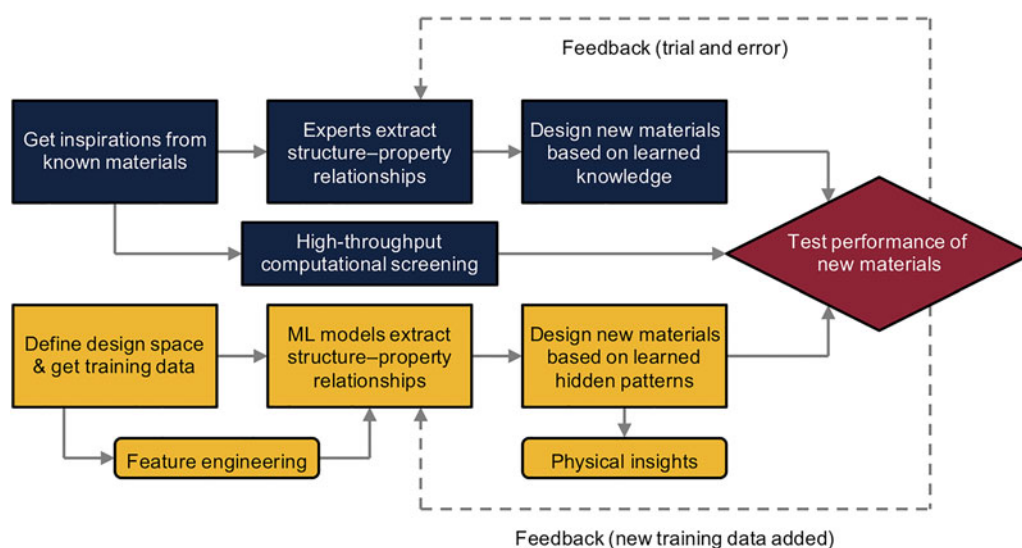 Feedback (trial and error)
Get inspirations from
known materials
Experts extract
structure–property
relationships
Design new materials
based on learned
knowledge
High-throughput
computational screening
Test performance of
new materials
Define design space
& get training data
ML models extract
structure–property
relationships
Design new materials
based on learned
hidden patterns
Feature engineering
Physical insights
Feedback (new training data added)